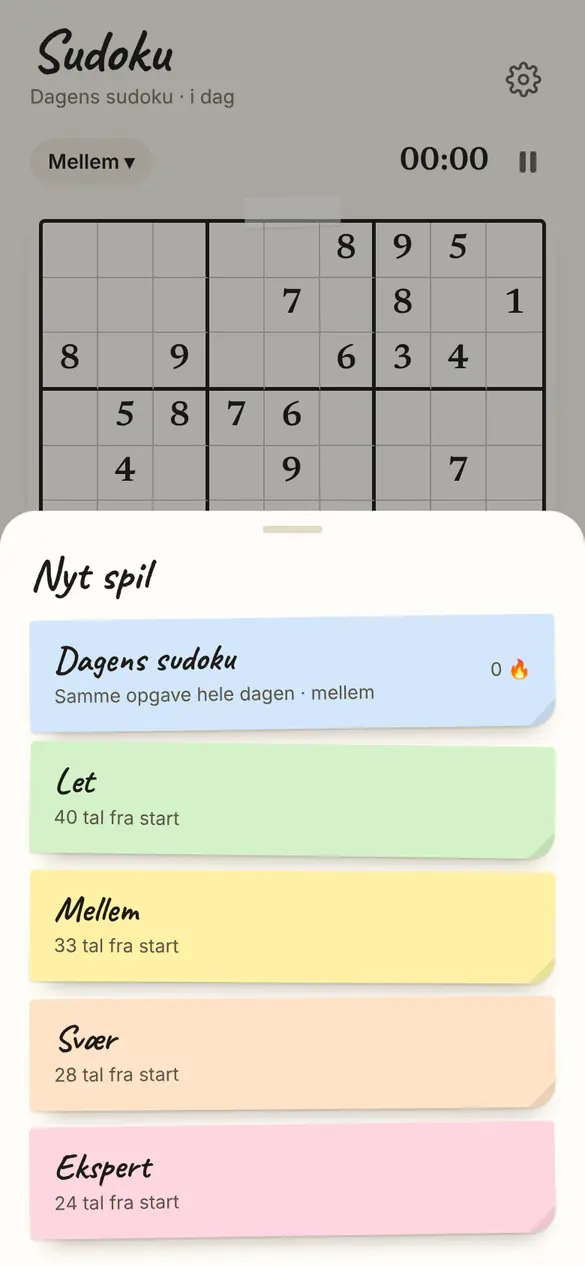 Sudoku
Dagens sudoku · i dag
Mellem ▾
00:00
8 9 5
7 8 1
8 9 6 3 4
5 8 7 6
4 9 7
Nyt spil
Dagens sudoku
0 🔥
Samme opgave hele dagen · mellem
Let
40 tal fra start
Mellem
33 tal fra start
Svær
28 tal fra start
Ekspert
24 tal fra start